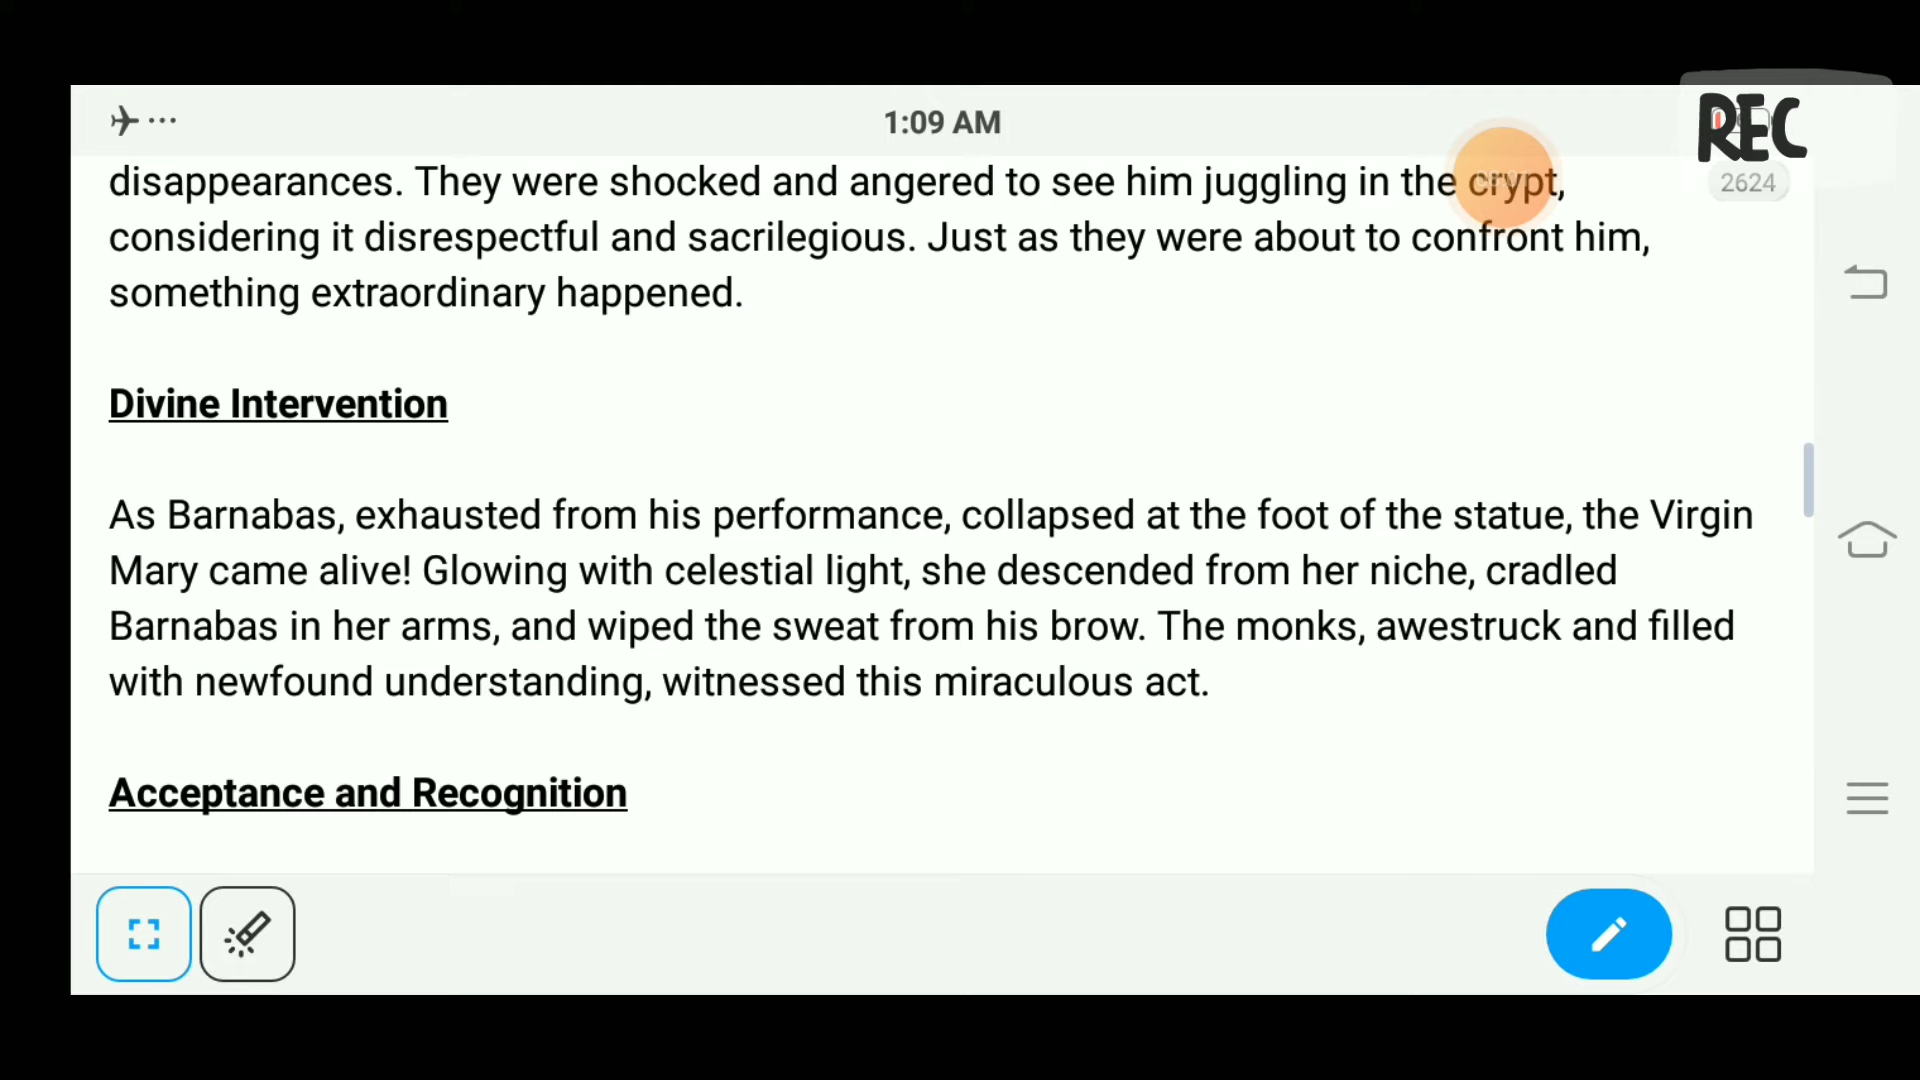 1:09 AM
REC
2624
disappearances. They were shocked and angered to see him juggling in the crypt,
considering it disrespectful and sacrilegious. Just as they were about to confront him,
something extraordinary happened.
Divine Intervention
As Barnabas, exhausted from his performance, collapsed at the foot of the statue, the Virgin
Mary came alive! Glowing with celestial light, she descended from her niche, cradled
Barnabas in her arms, and wiped the sweat from his brow. The monks, awestruck and filled
with newfound understanding, witnessed this miraculous act.
Acceptance and Recognition